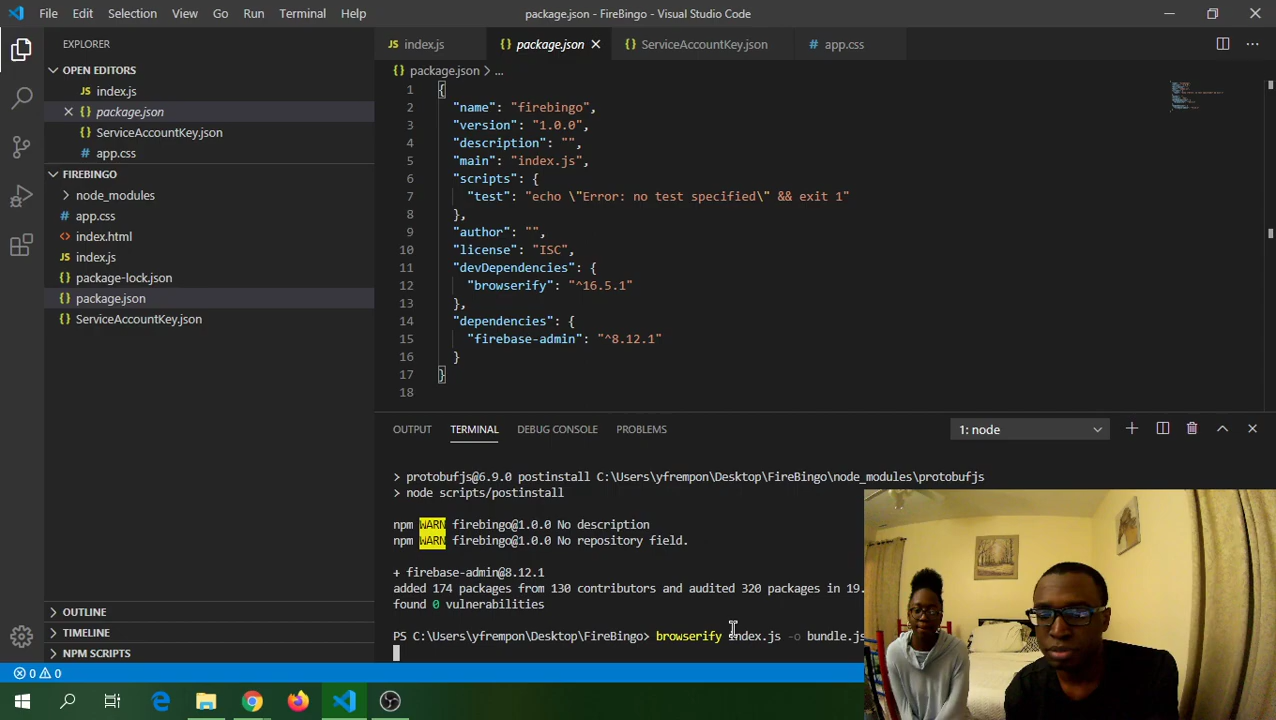 File Edit Selection View Go Run Terminal Help
package.json - FireBingo - Visual Studio Code
EXPLORER
OPEN EDITORS
index.js
package.json
ServiceAccountKey.json
app.css
FIREBINGO
node_modules
app.css
index.html
index.js
package-lock.json
package.json
ServiceAccountKey.json
OUTLINE
TIMELINE
NPM SCRIPTS
index.js package.json ServiceAccountKey.json app.css
package.json > ...
1 {
2 "name": "firebingo",
3 "version": "1.0.0",
4 "description": "",
5 "main": "index.js",
6 "scripts": {
7 "test": "echo \"Error: no test specified\" && exit 1"
8 },
9 "author": "",
10 "license": "ISC",
11 "devDependencies": {
12 "browserify": "^16.5.1"
13 },
14 "dependencies": {
15 "firebase-admin": "^8.12.1"
16 }
17 }
18
OUTPUT TERMINAL DEBUG CONSOLE PROBLEMS 1: node
> protobufjs@6.9.0 postinstall C:\Users\yfrempon\Desktop\FireBingo\node_modules\protobufjs
> node scripts/postinstall
npm WARN firebingo@1.0.0 No description
npm WARN firebingo@1.0.0 No repository field.
+ firebase-admin@8.12.1
added 174 packages from 130 contributors and audited 320 packages in 19.
found 0 vulnerabilities
PS C:\Users\yfrempon\Desktop\FireBingo> browserify index.js -o bundle.js
0 0